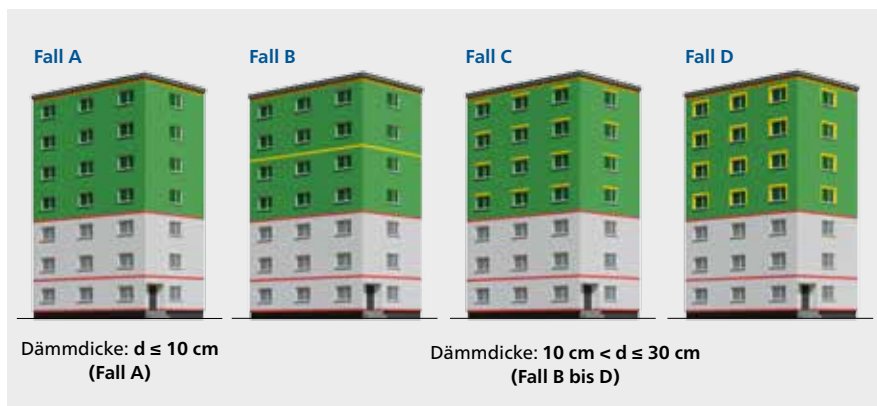 Fall A
Fall B
Fall C
Fall D
Dämmdicke: d ≤ 10 cm
(Fall A)
Dämmdicke: 10 cm < d ≤ 30 cm
(Fall B bis D)